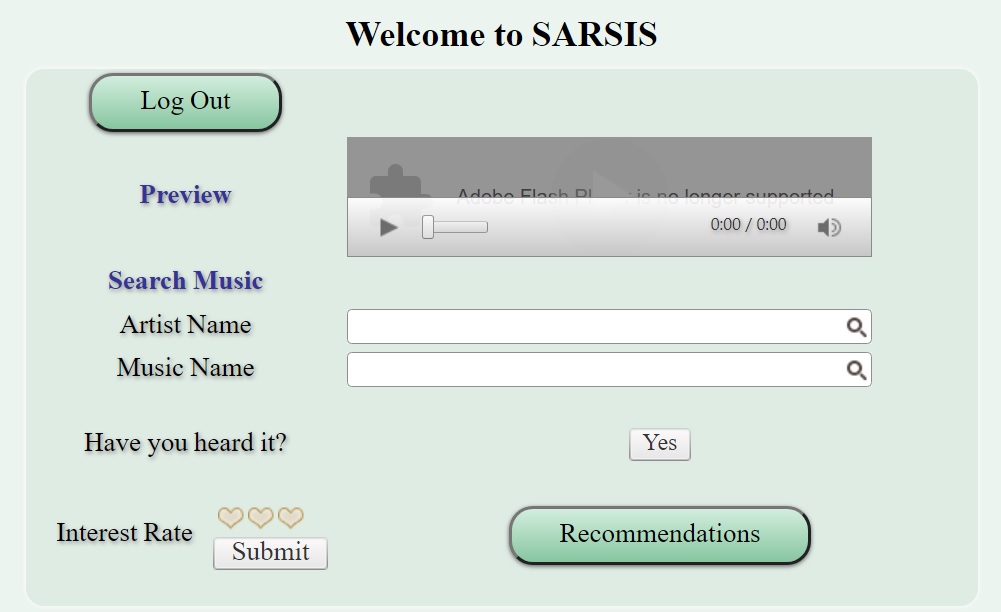 Welcome to SARSIS
Log Out
Preview
Adobe Flash Pl is no longer supported
0:00 / 0:00
Search Music
Artist Name
Music Name
Have you heard it?
Yes
Interest Rate
Submit
Recommendations